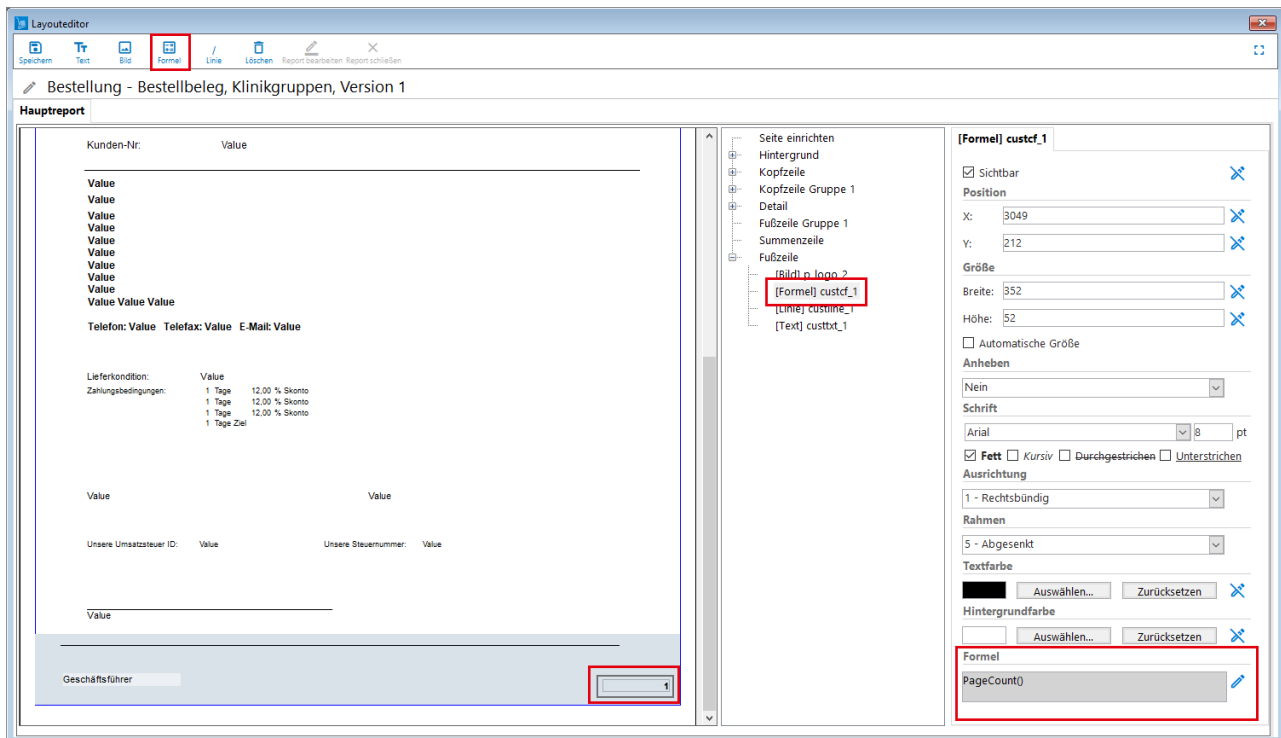 Layouteditor
Speichern Text Bild Formel Linie Löschen Report bearbeiten Report schließen
Bestellung - Bestellbeleg, Klinikgruppen, Version 1
Hauptreport
Kunden-Nr: Value
Value
Value
Value
Value
Value
Value
Value
Value
Value
Value Value Value
Telefon: Value Telefax: Value E-Mail: Value
Lieferkondition: Value
Zahlungsbedingungen: 1 Tage 12,00 % Skonto
1 Tage 12,00 % Skonto
1 Tage 12,00 % Skonto
1 Tage Ziel
Value Value
Unsere Umsatzsteuer ID: Value Unsere Steuernummer: Value
Value
Geschäftsführer
1
Seite einrichten
Hintergrund
Kopfzeile
Kopfzeile Gruppe 1
Detail
Fußzeile Gruppe 1
Summenzeile
Fußzeile
[Bild] p_logo_2
[Formel] custcf_1
[Linie] custline_1
[Text] custtxt_1
[Formel] custcf_1
Sichtbar
Position
X: 3049
Y: 212
Größe
Breite: 352
Höhe: 52
Automatische Größe
Anheben
Nein
Schrift
Arial 8 pt
Fett Kursiv Durchgestrichen Unterstrichen
Ausrichtung
1 - Rechtsbündig
Rahmen
5 - Abgesenkt
Textfarbe
Auswählen... Zurücksetzen
Hintergrundfarbe
Auswählen... Zurücksetzen
Formel
PageCount()